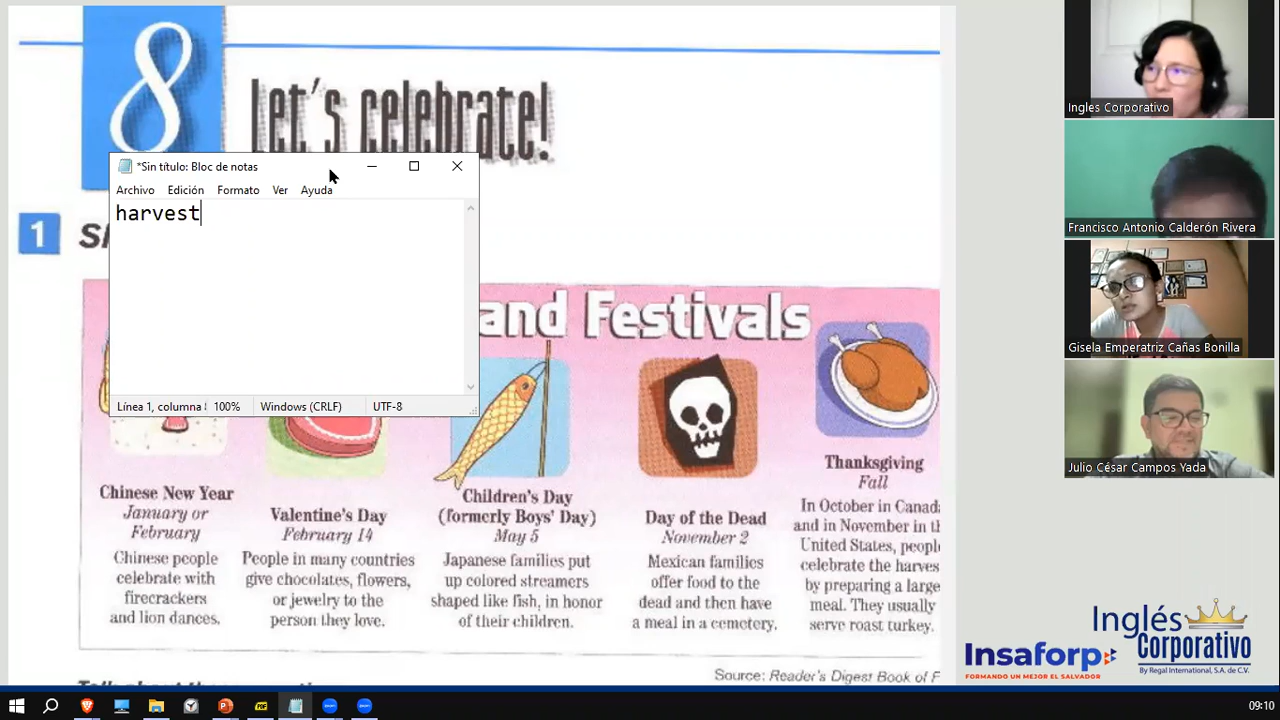 8
let's celebrate!
*Sin título: Bloc de notas
Archivo Edición Formato Ver Ayuda
harvest
Línea 1, columna 100% Windows (CRLF) UTF-8
1
and Festivals
Chinese New Year
January or
February
Chinese people
celebrate with
firecrackers
and lion dances.
Valentine's Day
February 14
People in many countries
give chocolates, flowers,
or jewelry to the
person they love.
Children's Day
(formerly Boys' Day)
May 5
Japanese families put
up colored streamers
shaped like fish, in honor
of their children.
Day of the Dead
November 2
Mexican families
offer food to the
dead and then have
a meal in a cemetery.
Thanksgiving
Fall
In October in Canada
and in November in th
United States, people
celebrate the harves
by preparing a large
meal. They usually
serve roast turkey.
Source: Reader's Digest Book of F
Ingles Corporativo
Francisco Antonio Calderón Rivera
Gisela Emperatriz Cañas Bonilla
Julio César Campos Yada
Insaforp
FORMANDO UN MEJOR EL SALVADOR
Inglés
Corporativo
By Regal International, S.A. de C.V.
09:10